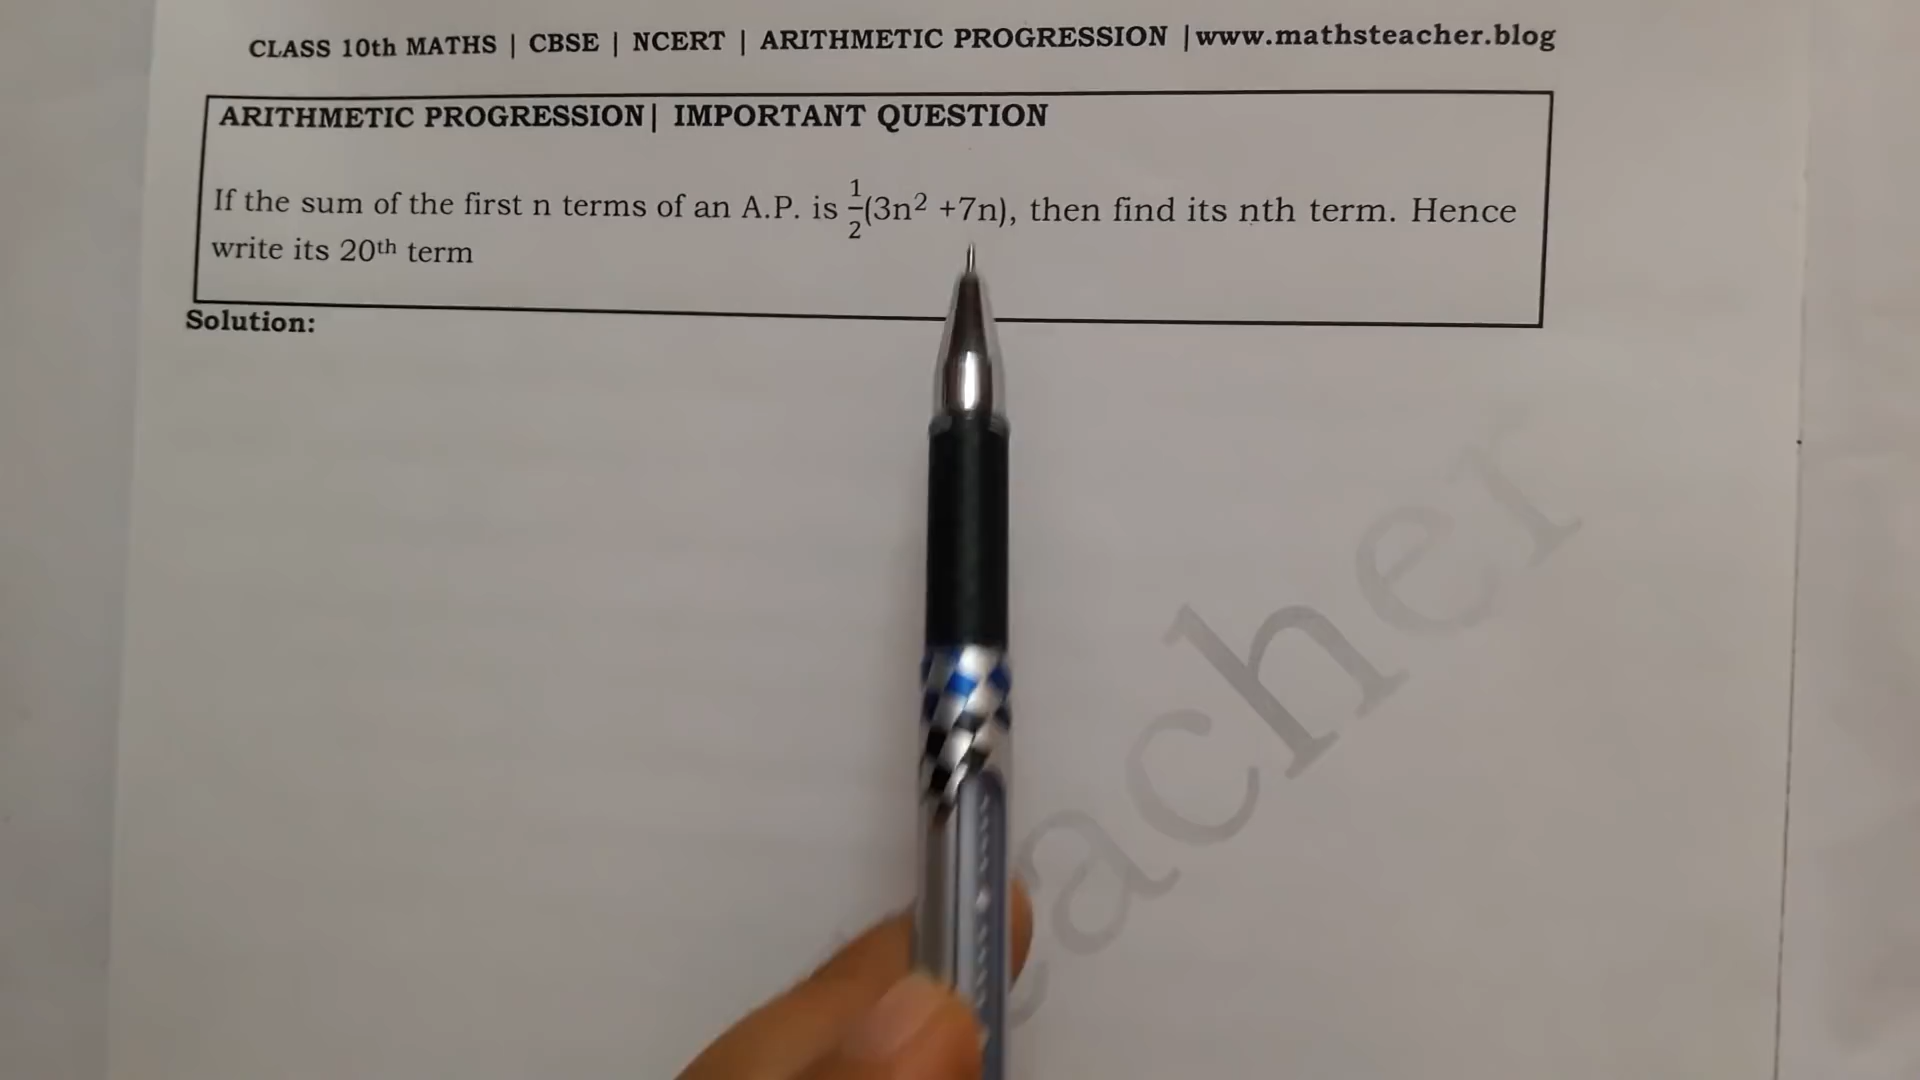 CLASS 10th MATHS | CBSE | NCERT | ARITHMETIC PROGRESSION |www.mathsteacher.blog
ARITHMETIC PROGRESSION| IMPORTANT QUESTION
If the sum of the first n terms of an A.P. is 1/2(3n² +7n), then find its nth term. Hence
write its 20th term
Solution:
eacher